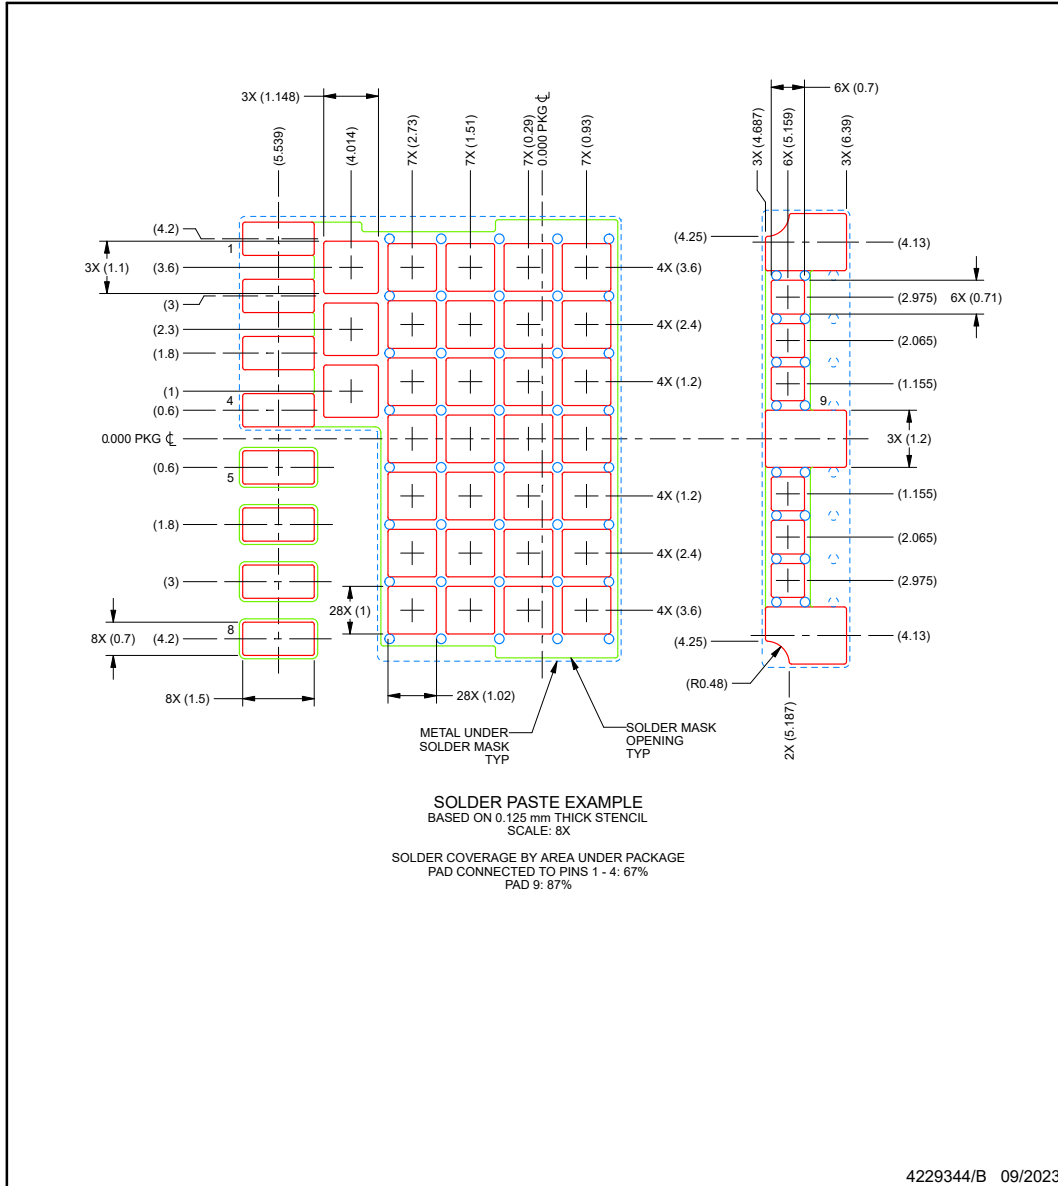 3X (1.148)
(5.539)
(4.014)
7X (2.73)
7X (1.51)
7X (0.29)
0.000 PKG ℄
7X (0.93)
6X (0.7)
3X (4.687)
6X (5.159)
3X (6.39)
(4.2)
1
3X (1.1)
(3.6)
(3)
(2.3)
(1.8)
(1)
4
(0.6)
0.000 PKG ℄
(0.6)
5
(1.8)
(3)
8
8X (0.7)
(4.2)
8X (1.5)
4X (3.6)
4X (2.4)
4X (1.2)
4X (1.2)
4X (2.4)
4X (3.6)
28X (1)
28X (1.02)
METAL UNDER
SOLDER MASK
TYP
SOLDER MASK
OPENING
TYP
(4.25)
(4.13)
(2.975)
6X (0.71)
(2.065)
(1.155)
9
3X (1.2)
(1.155)
(2.065)
(2.975)
(4.25)
(4.13)
(R0.48)
2X (5.187)
SOLDER PASTE EXAMPLE
BASED ON 0.125 mm THICK STENCIL
SCALE: 8X
SOLDER COVERAGE BY AREA UNDER PACKAGE
PAD CONNECTED TO PINS 1 - 4: 67%
PAD 9: 87%
4229344/B 09/2023